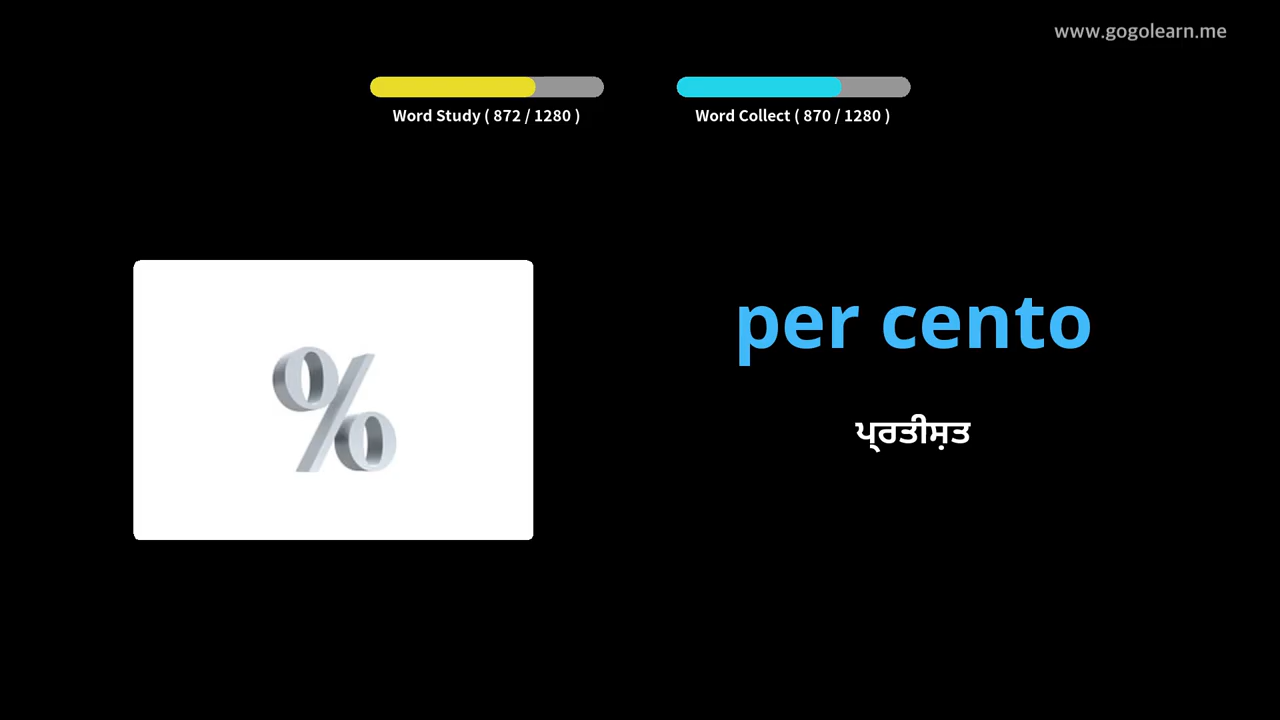 www.gogolearn.me
Word Study ( 872 / 1280 )
Word Collect ( 870 / 1280 )
%
per cento
ਪ੍ਰਤੀਸ਼ਤ